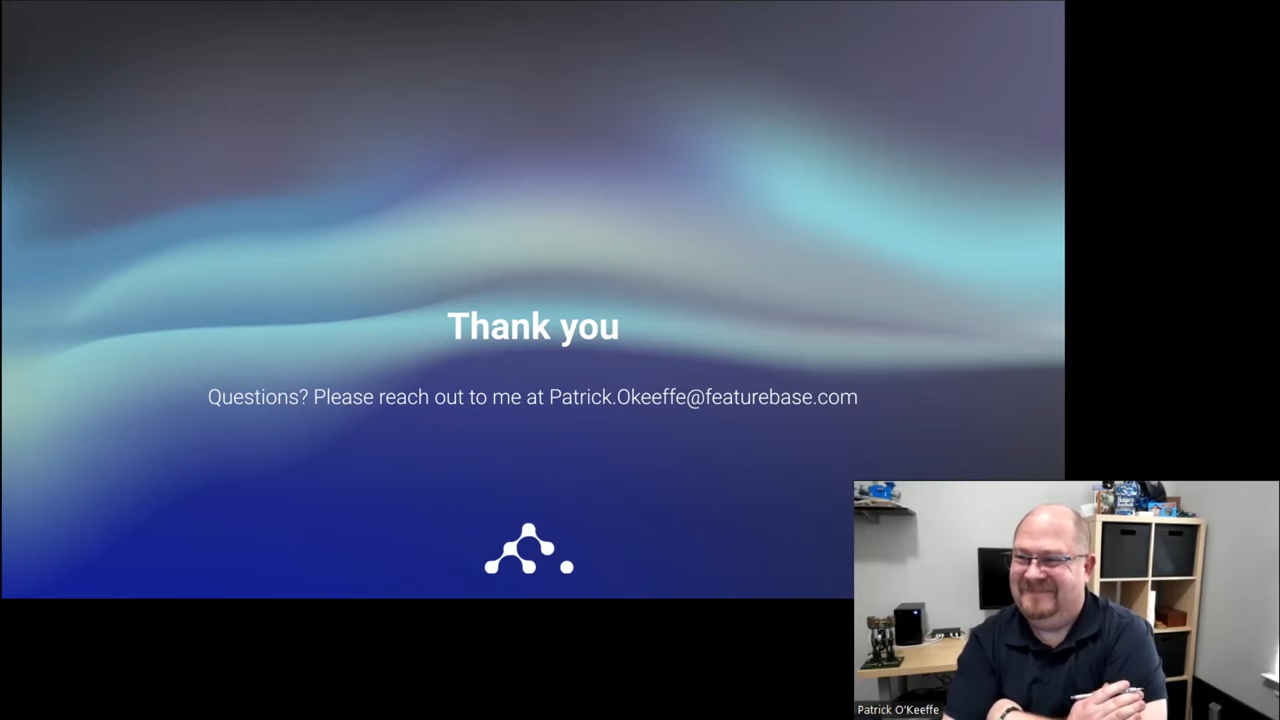 Thank you
Questions? Please reach out to me at Patrick.Okeeffe@featurebase.com
Patrick O'Keeffe